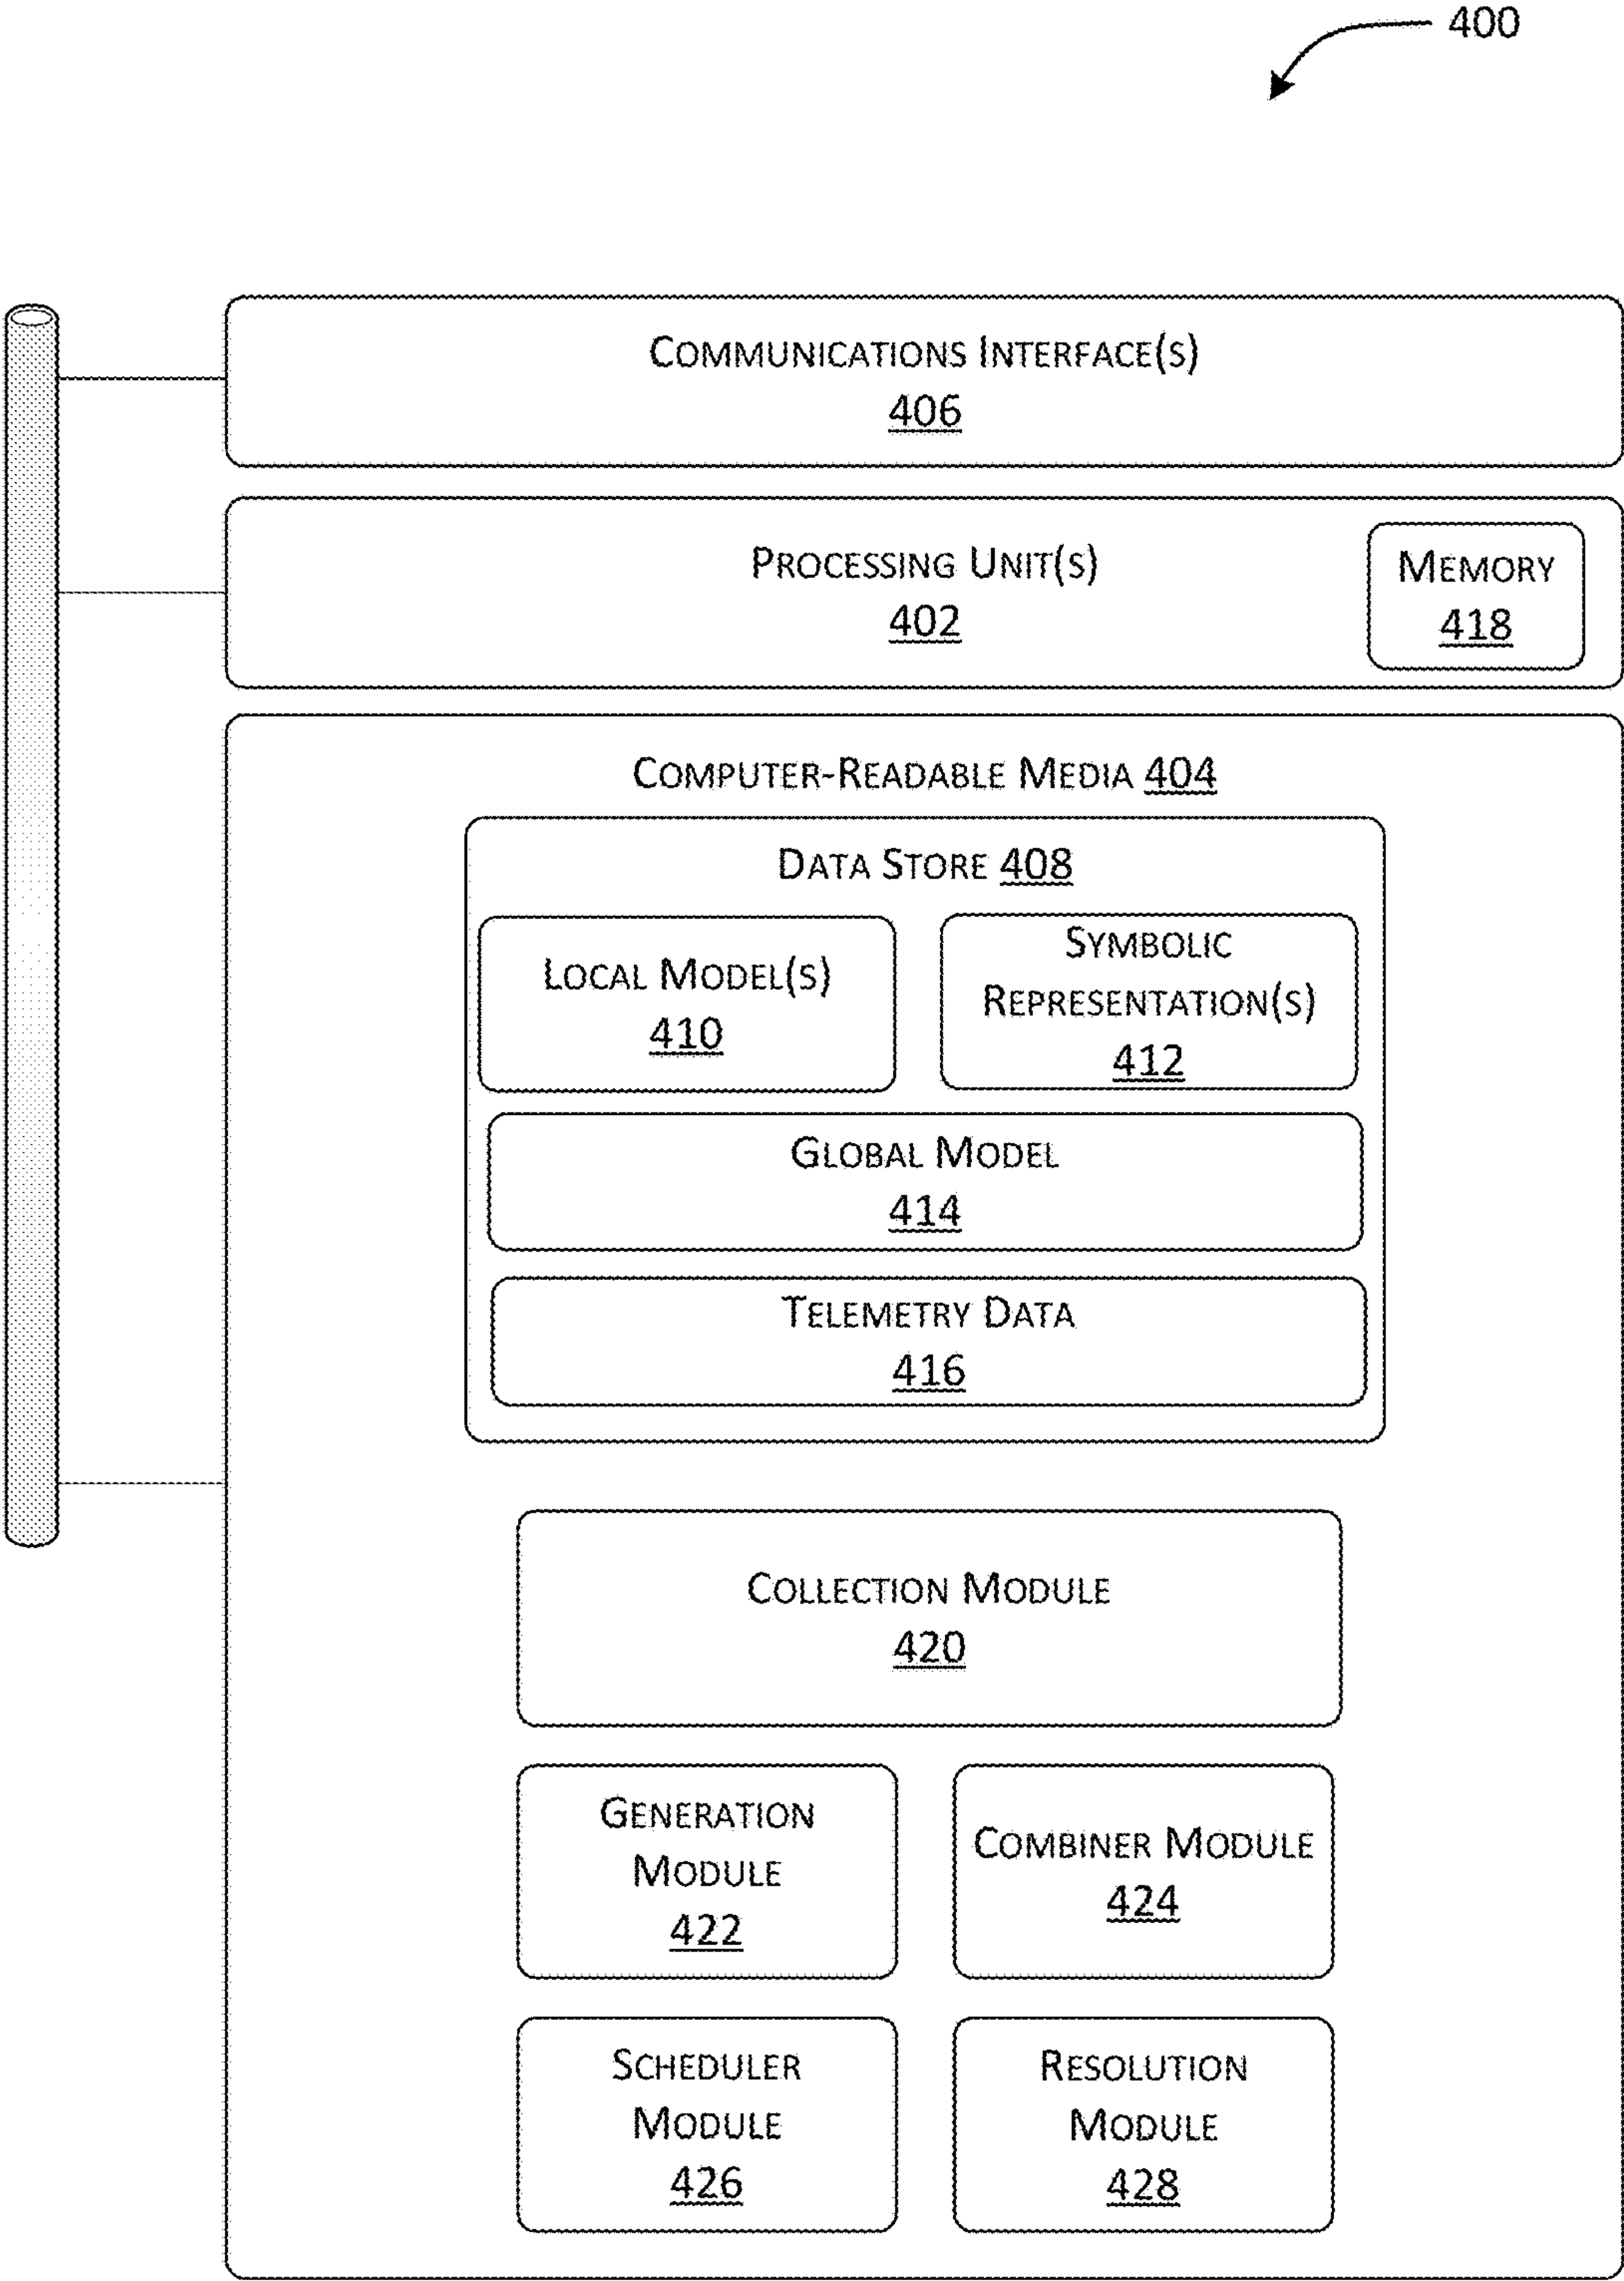 400
COMMUNICATIONS INTERFACE(S)
406
PROCESSING UNIT(S)
402
MEMORY
418
COMPUTER-READABLE MEDIA 404
DATA STORE 408
LOCAL MODEL(S)
410
SYMBOLIC
REPRESENTATION(S)
412
GLOBAL MODEL
414
TELEMETRY DATA
416
COLLECTION MODULE
420
GENERATION
MODULE
422
COMBINER MODULE
424
SCHEDULER
MODULE
426
RESOLUTION
MODULE
428